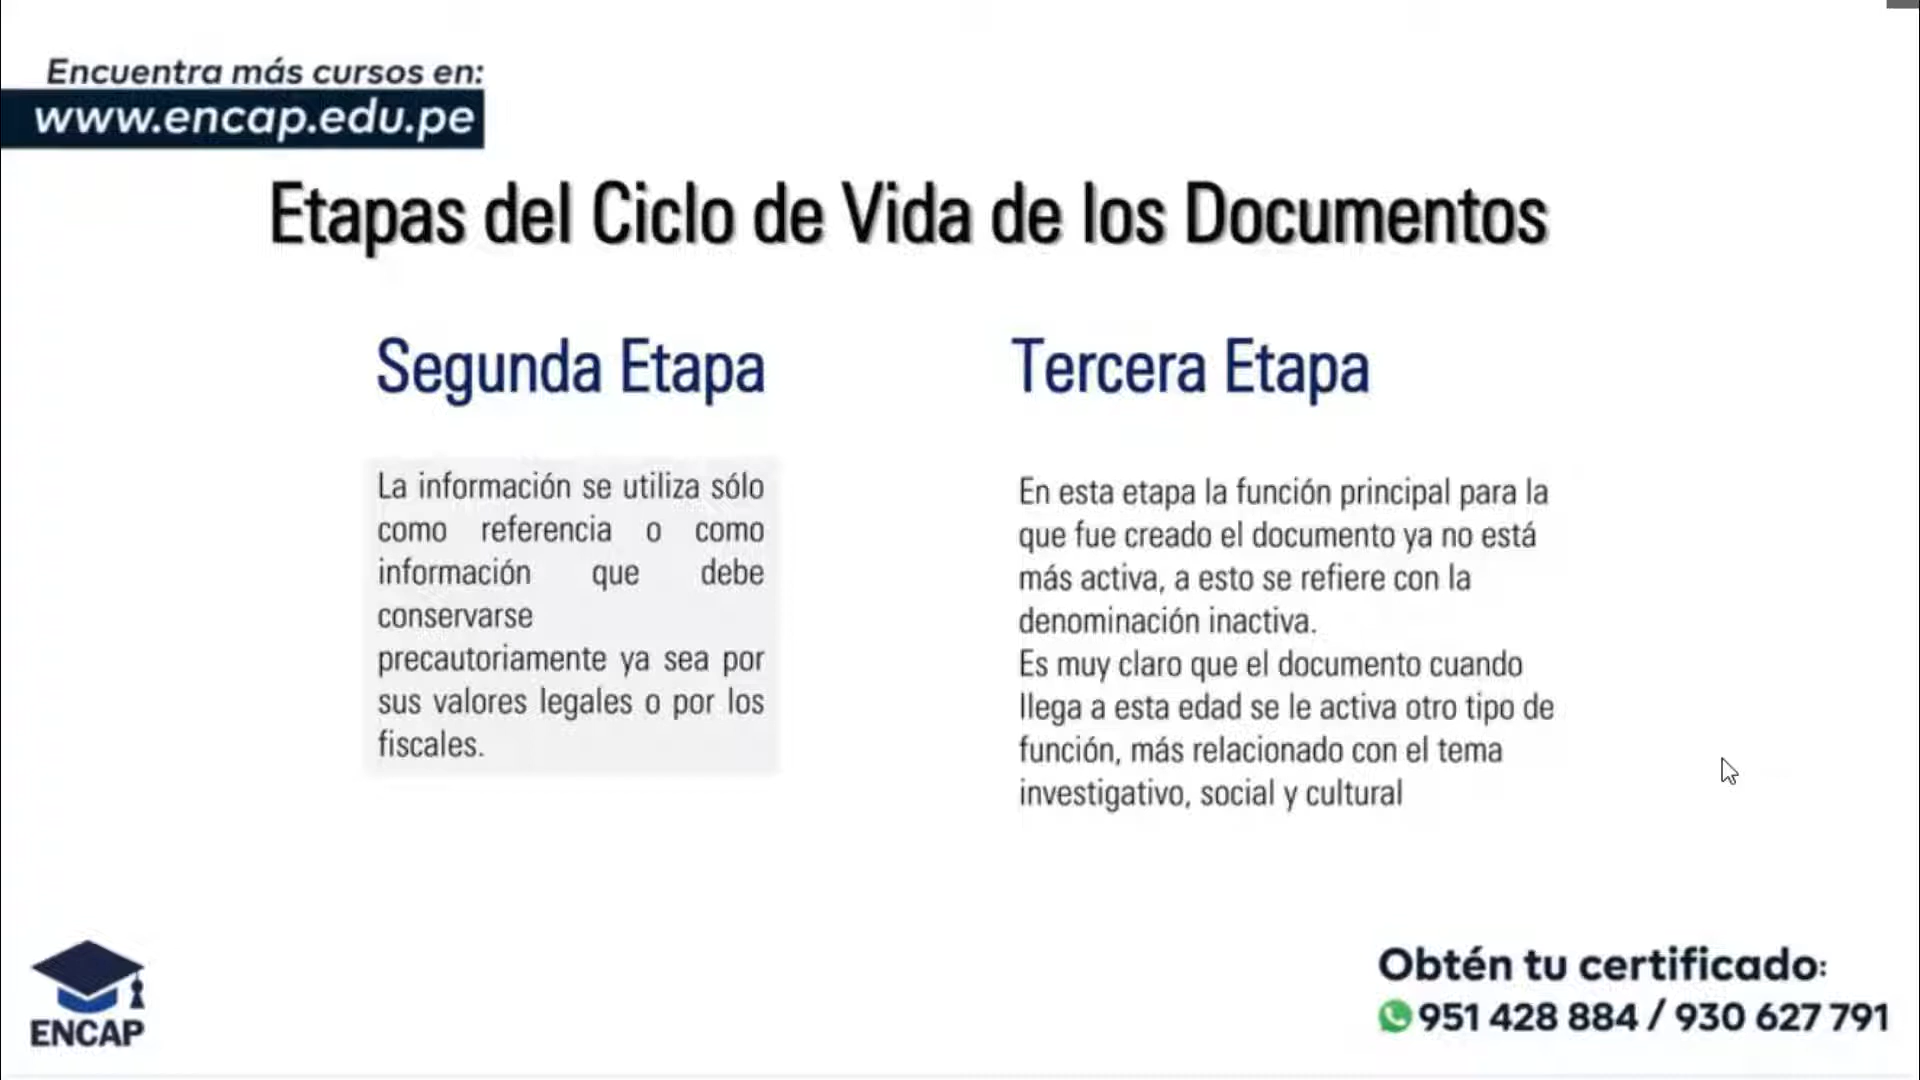 Encuentra más cursos en:
www.encap.edu.pe
Etapas del Ciclo de Vida de los Documentos
Segunda Etapa
La información se utiliza sólo
como referencia o como
información que debe
conservarse
precautoriamente ya sea por
sus valores legales o por los
fiscales.
Tercera Etapa
En esta etapa la función principal para la
que fue creado el documento ya no está
más activa, a esto se refiere con la
denominación inactiva.
Es muy claro que el documento cuando
llega a esta edad se le activa otro tipo de
función, más relacionado con el tema
investigativo, social y cultural
ENCAP
Obtén tu certificado:
951 428 884 / 930 627 791